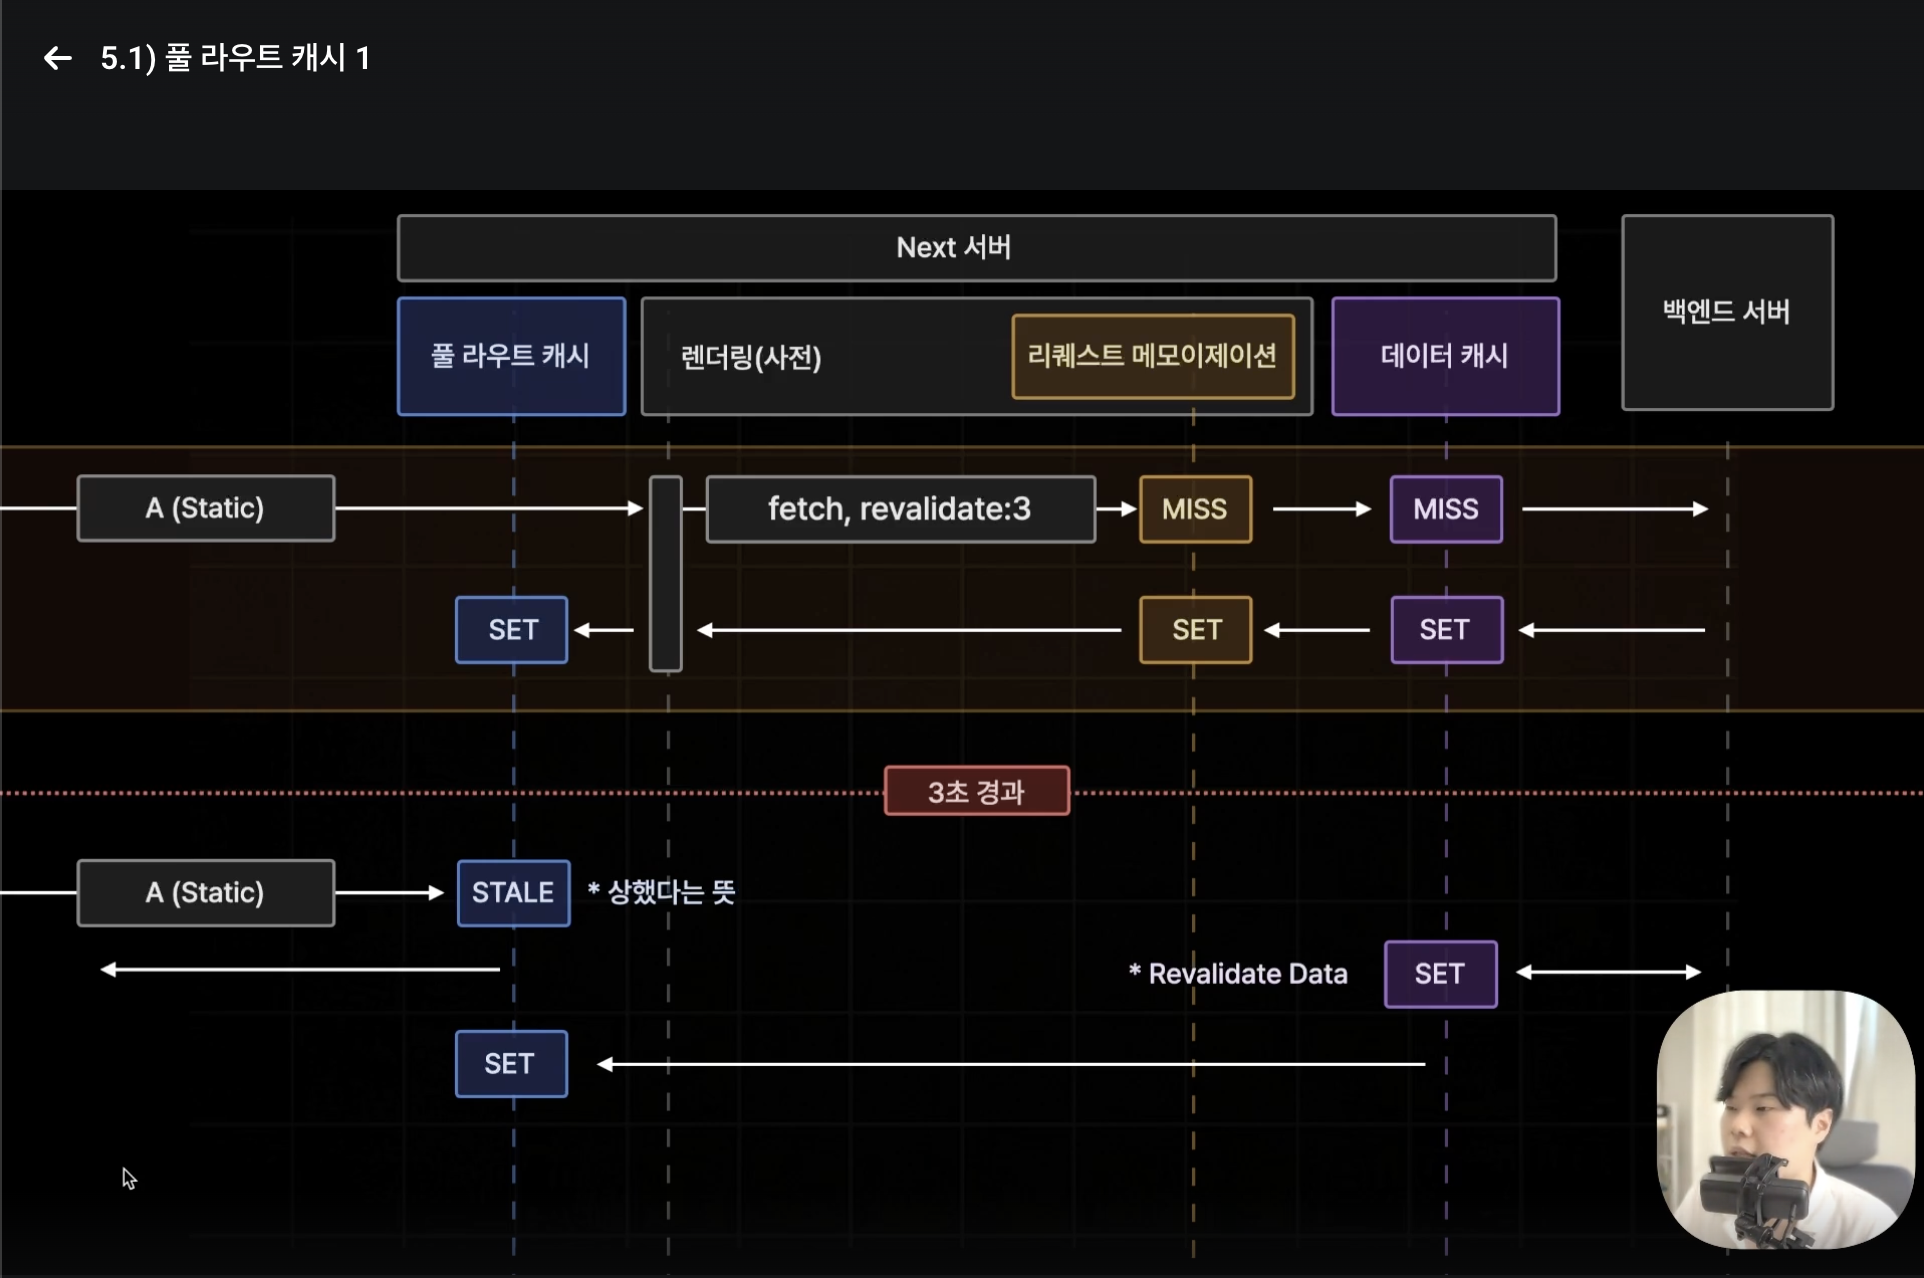 5.1) 풀 라우트 캐시 1
Next 서버
백엔드 서버
풀 라우트 캐시
렌더링(사전)
리퀘스트 메모이제이션
데이터 캐시
A (Static)
fetch, revalidate:3
MISS
MISS
SET
SET
SET
3초 경과
A (Static)
STALE
* 상했다는 뜻
* Revalidate Data
SET
SET